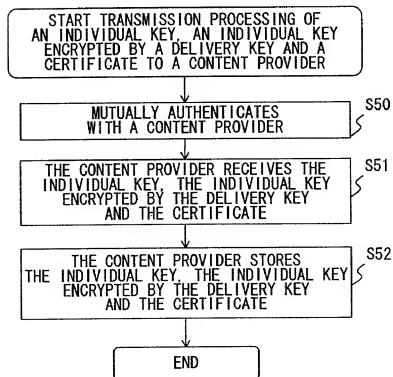 START TRANSMISSION PROCESSING OF
AN INDIVIDUAL KEY, AN INDIVIDUAL KEY
ENCRYPTED BY A DELIVERY KEY AND A
CERTIFICATE TO A CONTENT PROVIDER
S50
MUTUALLY AUTHENTICATES
WITH A CONTENT PROVIDER
S51
THE CONTENT PROVIDER RECEIVES THE
INDIVIDUAL KEY, THE INDIVIDUAL KEY
ENCRYPTED BY THE DELIVERY KEY
AND THE CERTIFICATE
S52
THE CONTENT PROVIDER STORES
THE INDIVIDUAL KEY, THE INDIVIDUAL KEY
ENCRYPTED BY THE DELIVERY KEY
AND THE CERTIFICATE
END